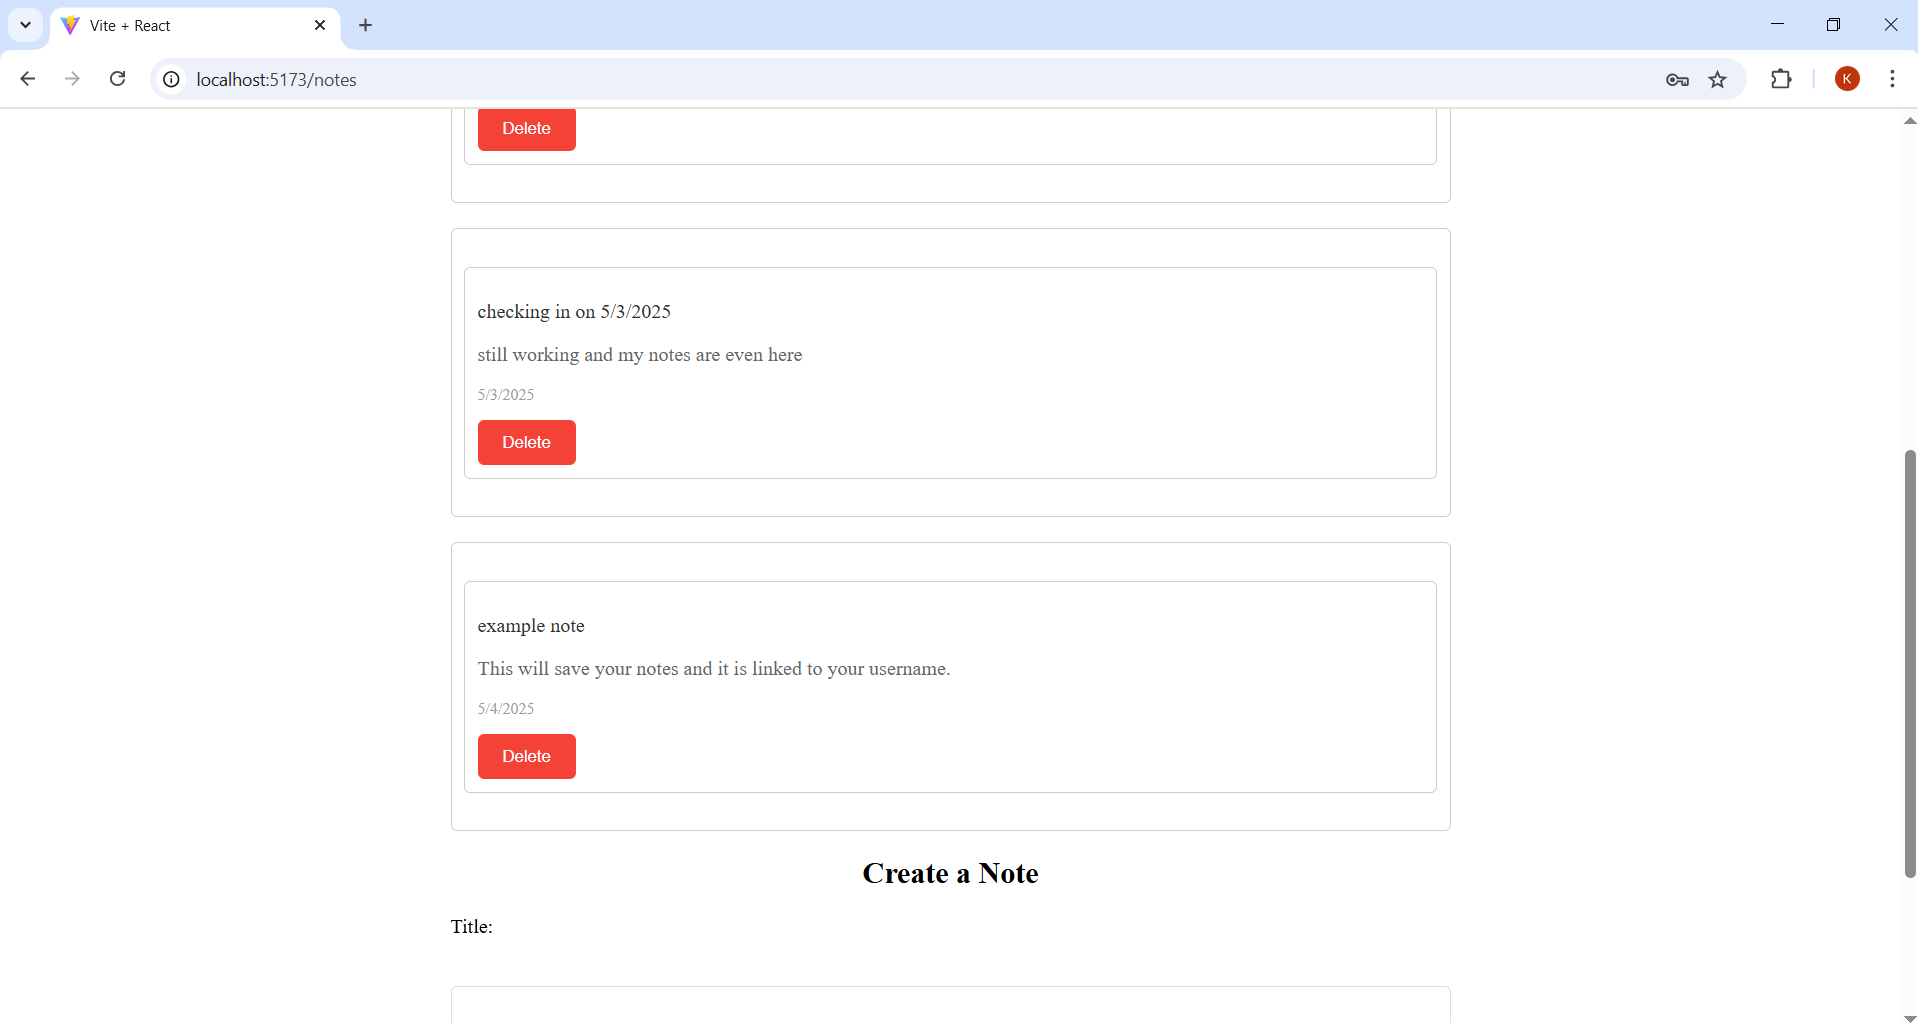 Vite + React
localhost:5173/notes
K
Delete
checking in on 5/3/2025
still working and my notes are even here
5/3/2025
Delete
example note
This will save your notes and it is linked to your username.
5/4/2025
Delete
Create a Note
Title: